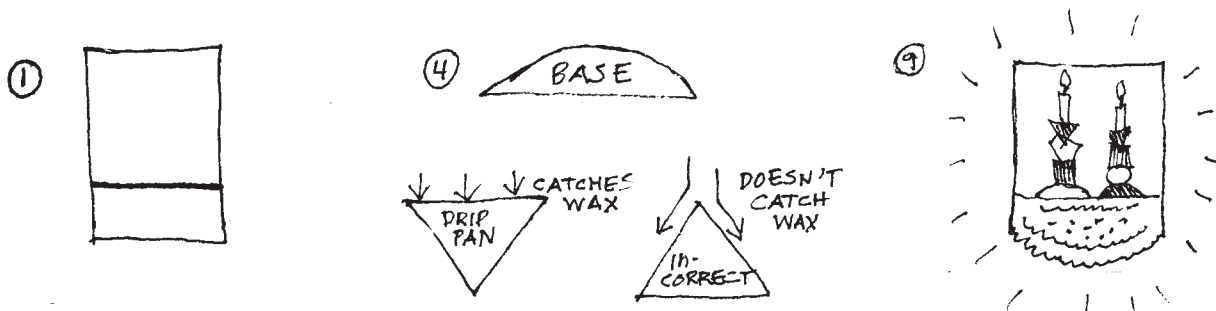 1
4
BASE
CATCHES
WAX
DRIP
PAN
DOESN'T
CATCH
WAX
IN-
CORRECT
9